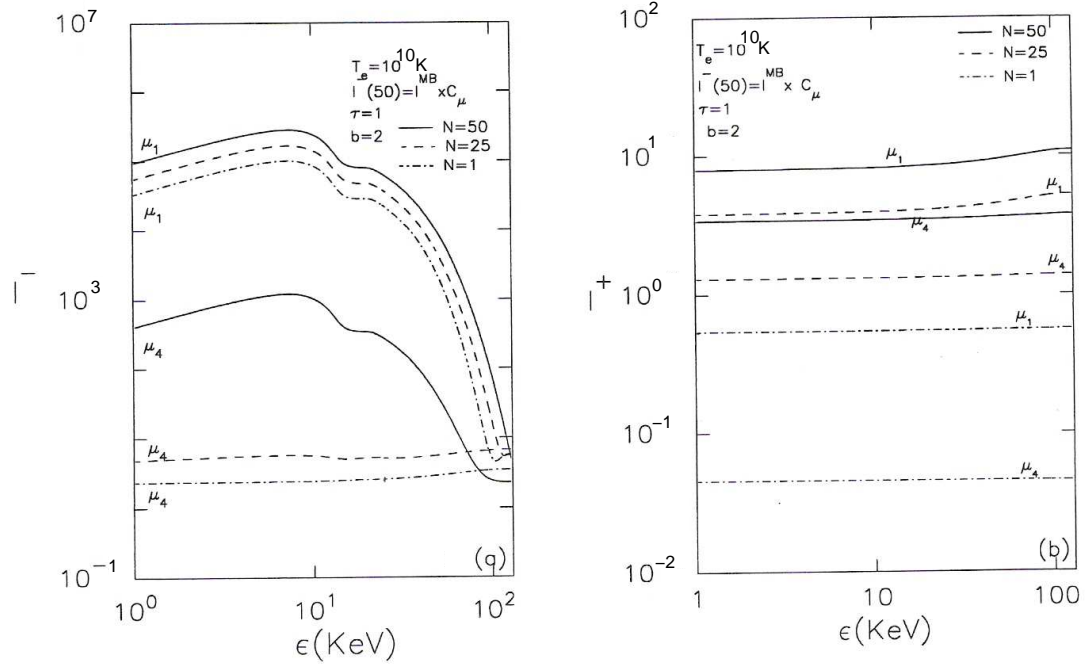 10^7
T_e=10^10 K
I^-(50)=I^MB x C_μ
τ=1
b=2
N=50
N=25
N=1
μ_1
μ_1
I^-
10^3
μ_4
μ_4
μ_4
(a)
10^-1
10^0
10^1
10^2
ϵ(KeV)
10^2
T_e=10^10 K
I^-(50)=I^MB x C_μ
τ=1
b=2
N=50
N=25
N=1
10^1
μ_1
μ_1
μ_4
μ_4
I^+
10^0
μ_1
10^-1
μ_4
10^-2
(b)
1
10
100
ϵ(KeV)